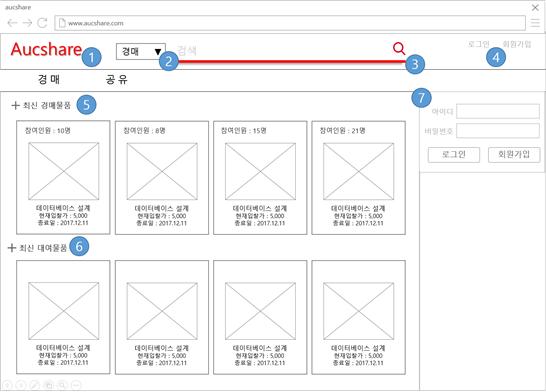 aucshare
www.aucshare.com
Aucshare
1
경매 ▼
2
검색
3
로그인 회원가입
4
경매 공유
7
+ 최신 경매물품
5
아이디
비밀번호
로그인 회원가입
참여인원 : 10명
참여인원 : 8명
참여인원 : 15명
참여인원 : 21명
데이터베이스 설계
현재입찰가 : 5,000
종료일 : 2017.12.11
데이터베이스 설계
현재입찰가 : 5,000
종료일 : 2017.12.11
데이터베이스 설계
현재입찰가 : 5,000
종료일 : 2017.12.11
데이터베이스 설계
현재입찰가 : 5,000
종료일 : 2017.12.11
+ 최신 대여물품
6
데이터베이스 설계
현재입찰가 : 5,000
종료일 : 2017.12.11
데이터베이스 설계
현재입찰가 : 5,000
종료일 : 2017.12.11
데이터베이스 설계
현재입찰가 : 5,000
종료일 : 2017.12.11
데이터베이스 설계
현재입찰가 : 5,000
종료일 : 2017.12.11